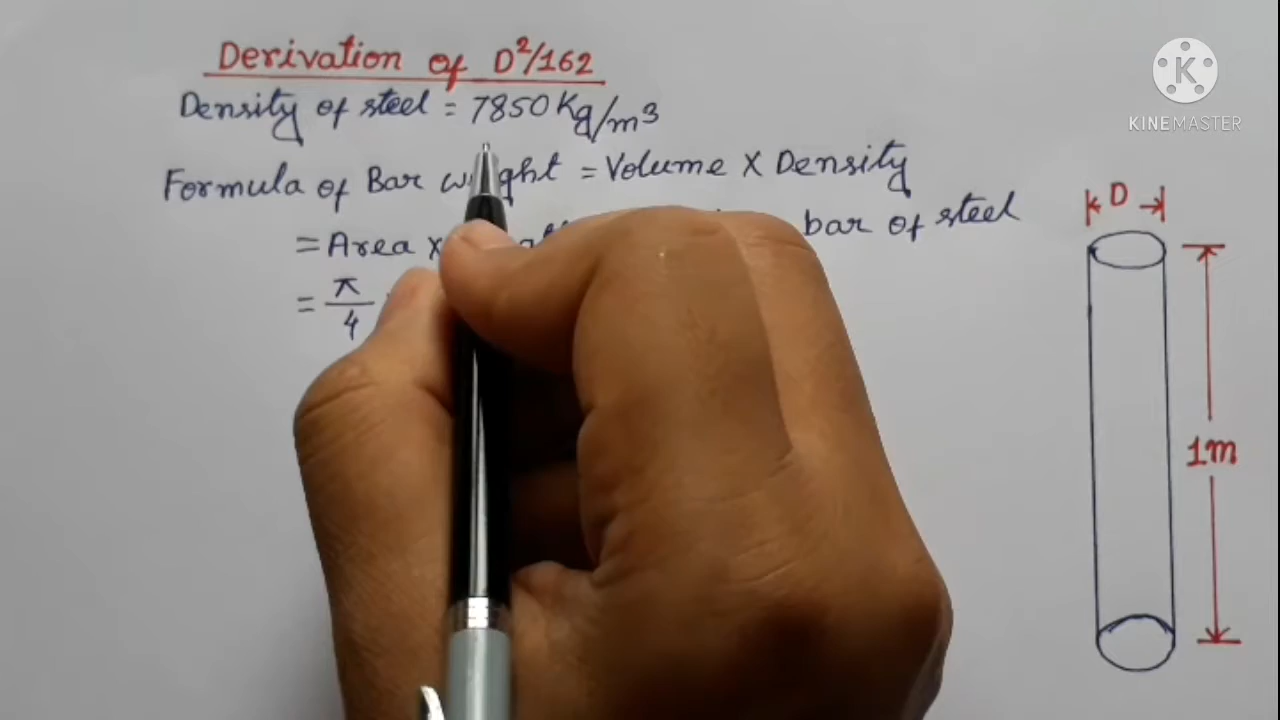 Derivation of D²/162
Density of steel = 7850 Kg/m³
Formula of Bar = Volume X Density
= Area x bar of steel
= π/4
D
1m
K
KINEMASTER